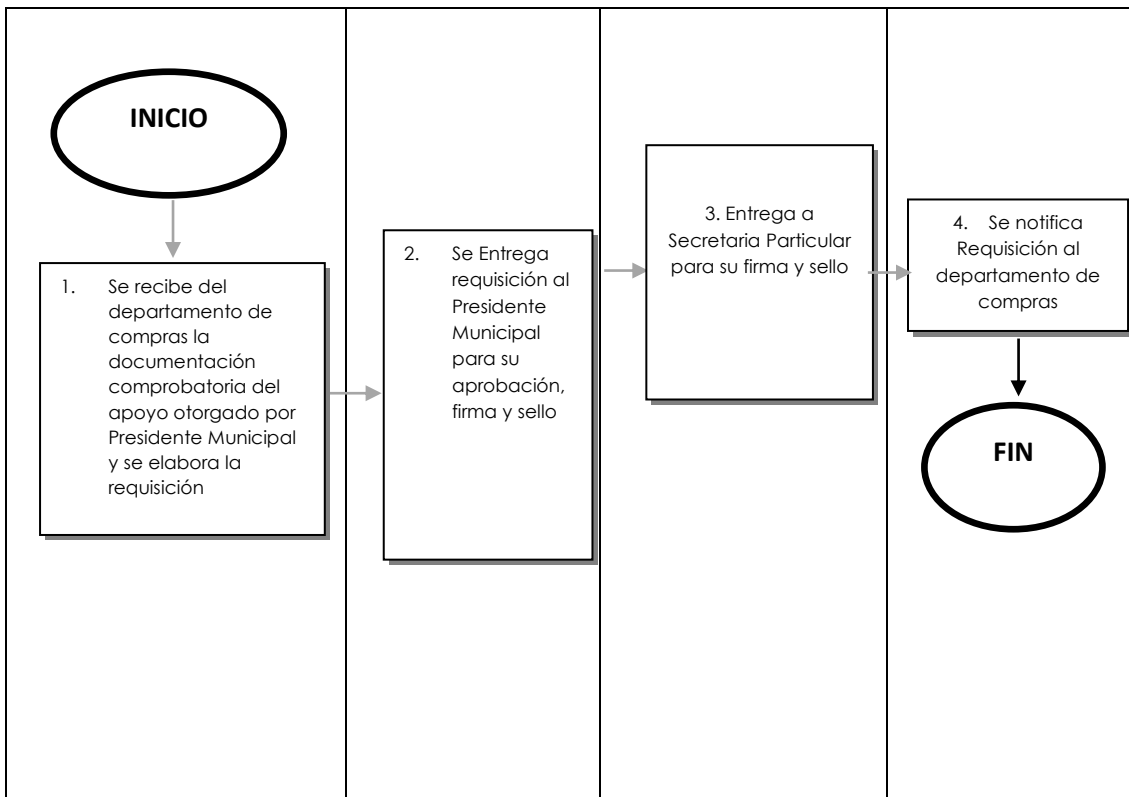 INICIO
1. Se recibe del
departamento de
compras la
documentación
comprobatoria del
apoyo otorgado por
Presidente Municipal
y se elabora la
requisición
2. Se Entrega
requisición al
Presidente
Municipal
para su
aprobación,
firma y sello
3. Entrega a
Secretaria Particular
para su firma y sello
4. Se notifica
Requisición al
departamento de
compras
FIN